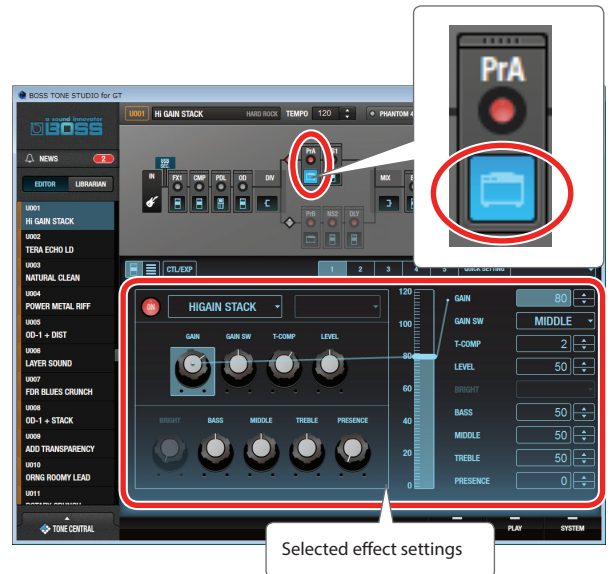 PrA
BOSS TONE STUDIO for GT
a sound innovator
BOSS
U001 Hi GAIN STACK HARD ROCK TEMPO 120 PHANTOM 4
NEWS 2
EDITOR LIBRARIAN
USB SEC.
IN FX1 CMP PDL OD DIV PrA MIX
PrB NS2 DLY
U001
Hi GAIN STACK
U002
TERA ECHO LD
U003
NATURAL CLEAN
U004
POWER METAL RIFF
U005
OD-1 + DIST
U006
LAYER SOUND
U007
FDR BLUES CRUNCH
U008
OD-1 + STACK
U009
ADD TRANSPARENCY
U010
ORNG ROOMY LEAD
U011
CTL/EXP 1 2 3 4 5 QUICK SETTING
ON HIGAIN STACK
GAIN GAIN SW T-COMP LEVEL
BRIGHT BASS MIDDLE TREBLE PRESENCE
120
100
80
60
40
20
0
GAIN 80
GAIN SW MIDDLE
T-COMP 2
LEVEL 50
BRIGHT
BASS 50
MIDDLE 50
TREBLE 50
PRESENCE 0
TONE CENTRAL
PLAY SYSTEM
Selected effect settings